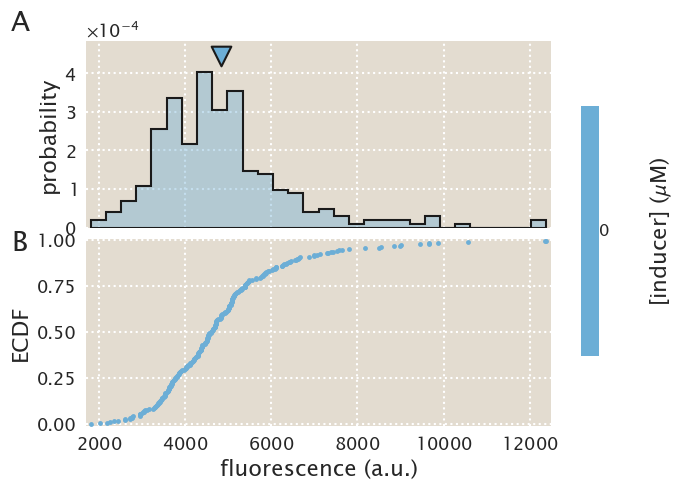 A
×10⁻⁴
4
3
2
1
0
probability
B
1.00
0.75
0.50
0.25
0.00
ECDF
2000 4000 6000 8000 10000 12000
fluorescence (a.u.)
0
[inducer] (μM)